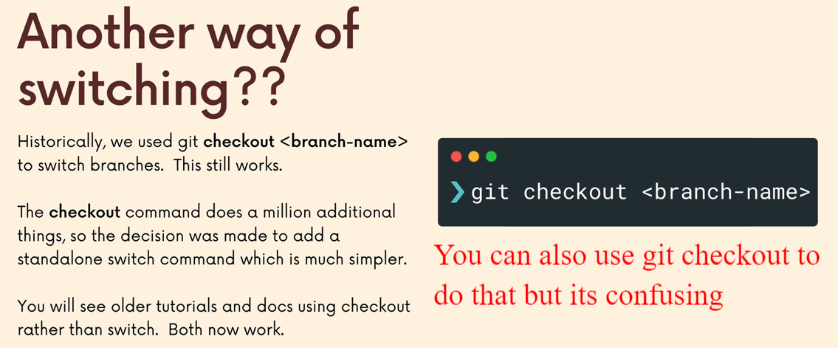 Another way of
switching??
Historically, we used git checkout <branch-name>
to switch branches. This still works.
The checkout command does a million additional
things, so the decision was made to add a
standalone switch command which is much simpler.
You will see older tutorials and docs using checkout
rather than switch. Both now work.
❯git checkout <branch-name>
You can also use git checkout to
do that but its confusing